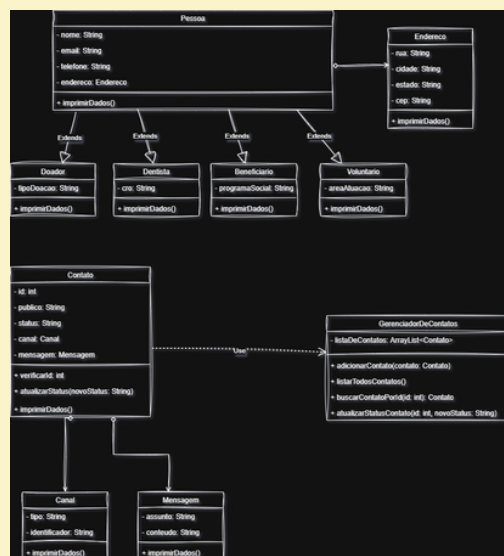 Pessoa
- nome: String
- email: String
- telefone: String
- endereco: Endereco
+ imprimirDados()
Endereco
- rua: String
- cidade: String
- estado: String
- cep: String
+ imprimirDados()
Extends
Extends
Extends
Extends
Doador
- tipoDoacao: String
+ imprimirDados()
Dentista
- cro: String
+ imprimirDados()
Beneficiario
- programaSocial: String
+ imprimirDados()
Voluntario
- areaAtuacao: String
+ imprimirDados()
Contato
- id: int
- publico: String
- status: String
- canal: Canal
- mensagem: Mensagem
+ verificarId: int
+ atualizarStatus(novoStatus: String)
+ imprimirDados()
Use
GerenciadorDeContatos
- listaDeContatos: ArrayList<Contato>
+ adicionarContato(contato: Contato)
+ listarTodosContatos()
+ buscarContatoPorId(id: int): Contato
+ atualizarStatusContato(id: int, novoStatus: String)
Canal
- tipo: String
- identificador: String
+ imprimirDados()
Mensagem
- assunto: String
- conteudo: String
+ imprimirDados()